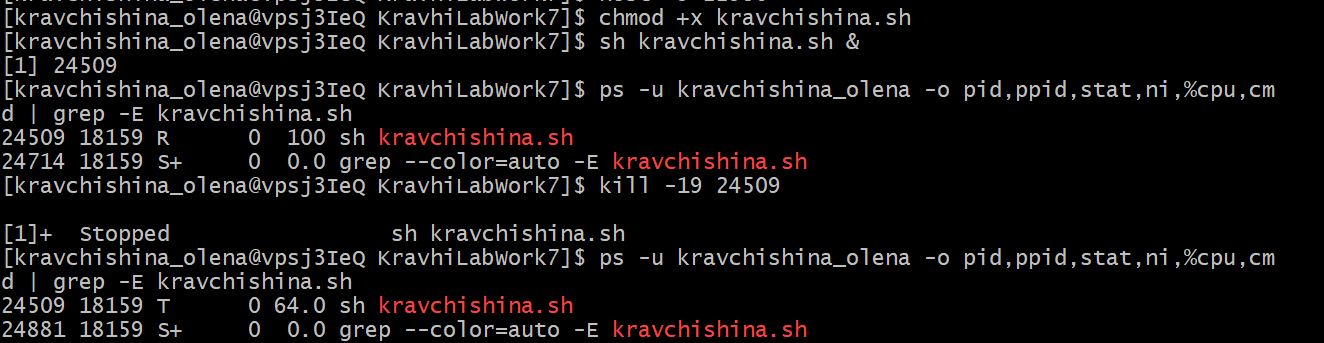 [kravchishina_olena@vpsj3IeQ KravhiLabWork7]$ chmod +x kravchishina.sh
[kravchishina_olena@vpsj3IeQ KravhiLabWork7]$ sh kravchishina.sh &
[1] 24509
[kravchishina_olena@vpsj3IeQ KravhiLabWork7]$ ps -u kravchishina_olena -o pid,ppid,stat,ni,%cpu,cm
d | grep -E kravchishina.sh
24509 18159 R      0  100 sh kravchishina.sh
24714 18159 S+     0  0.0 grep --color=auto -E kravchishina.sh
[kravchishina_olena@vpsj3IeQ KravhiLabWork7]$ kill -19 24509
[1]+  Stopped                 sh kravchishina.sh
[kravchishina_olena@vpsj3IeQ KravhiLabWork7]$ ps -u kravchishina_olena -o pid,ppid,stat,ni,%cpu,cm
d | grep -E kravchishina.sh
24509 18159 T      0 64.0 sh kravchishina.sh
24881 18159 S+     0  0.0 grep --color=auto -E kravchishina.sh